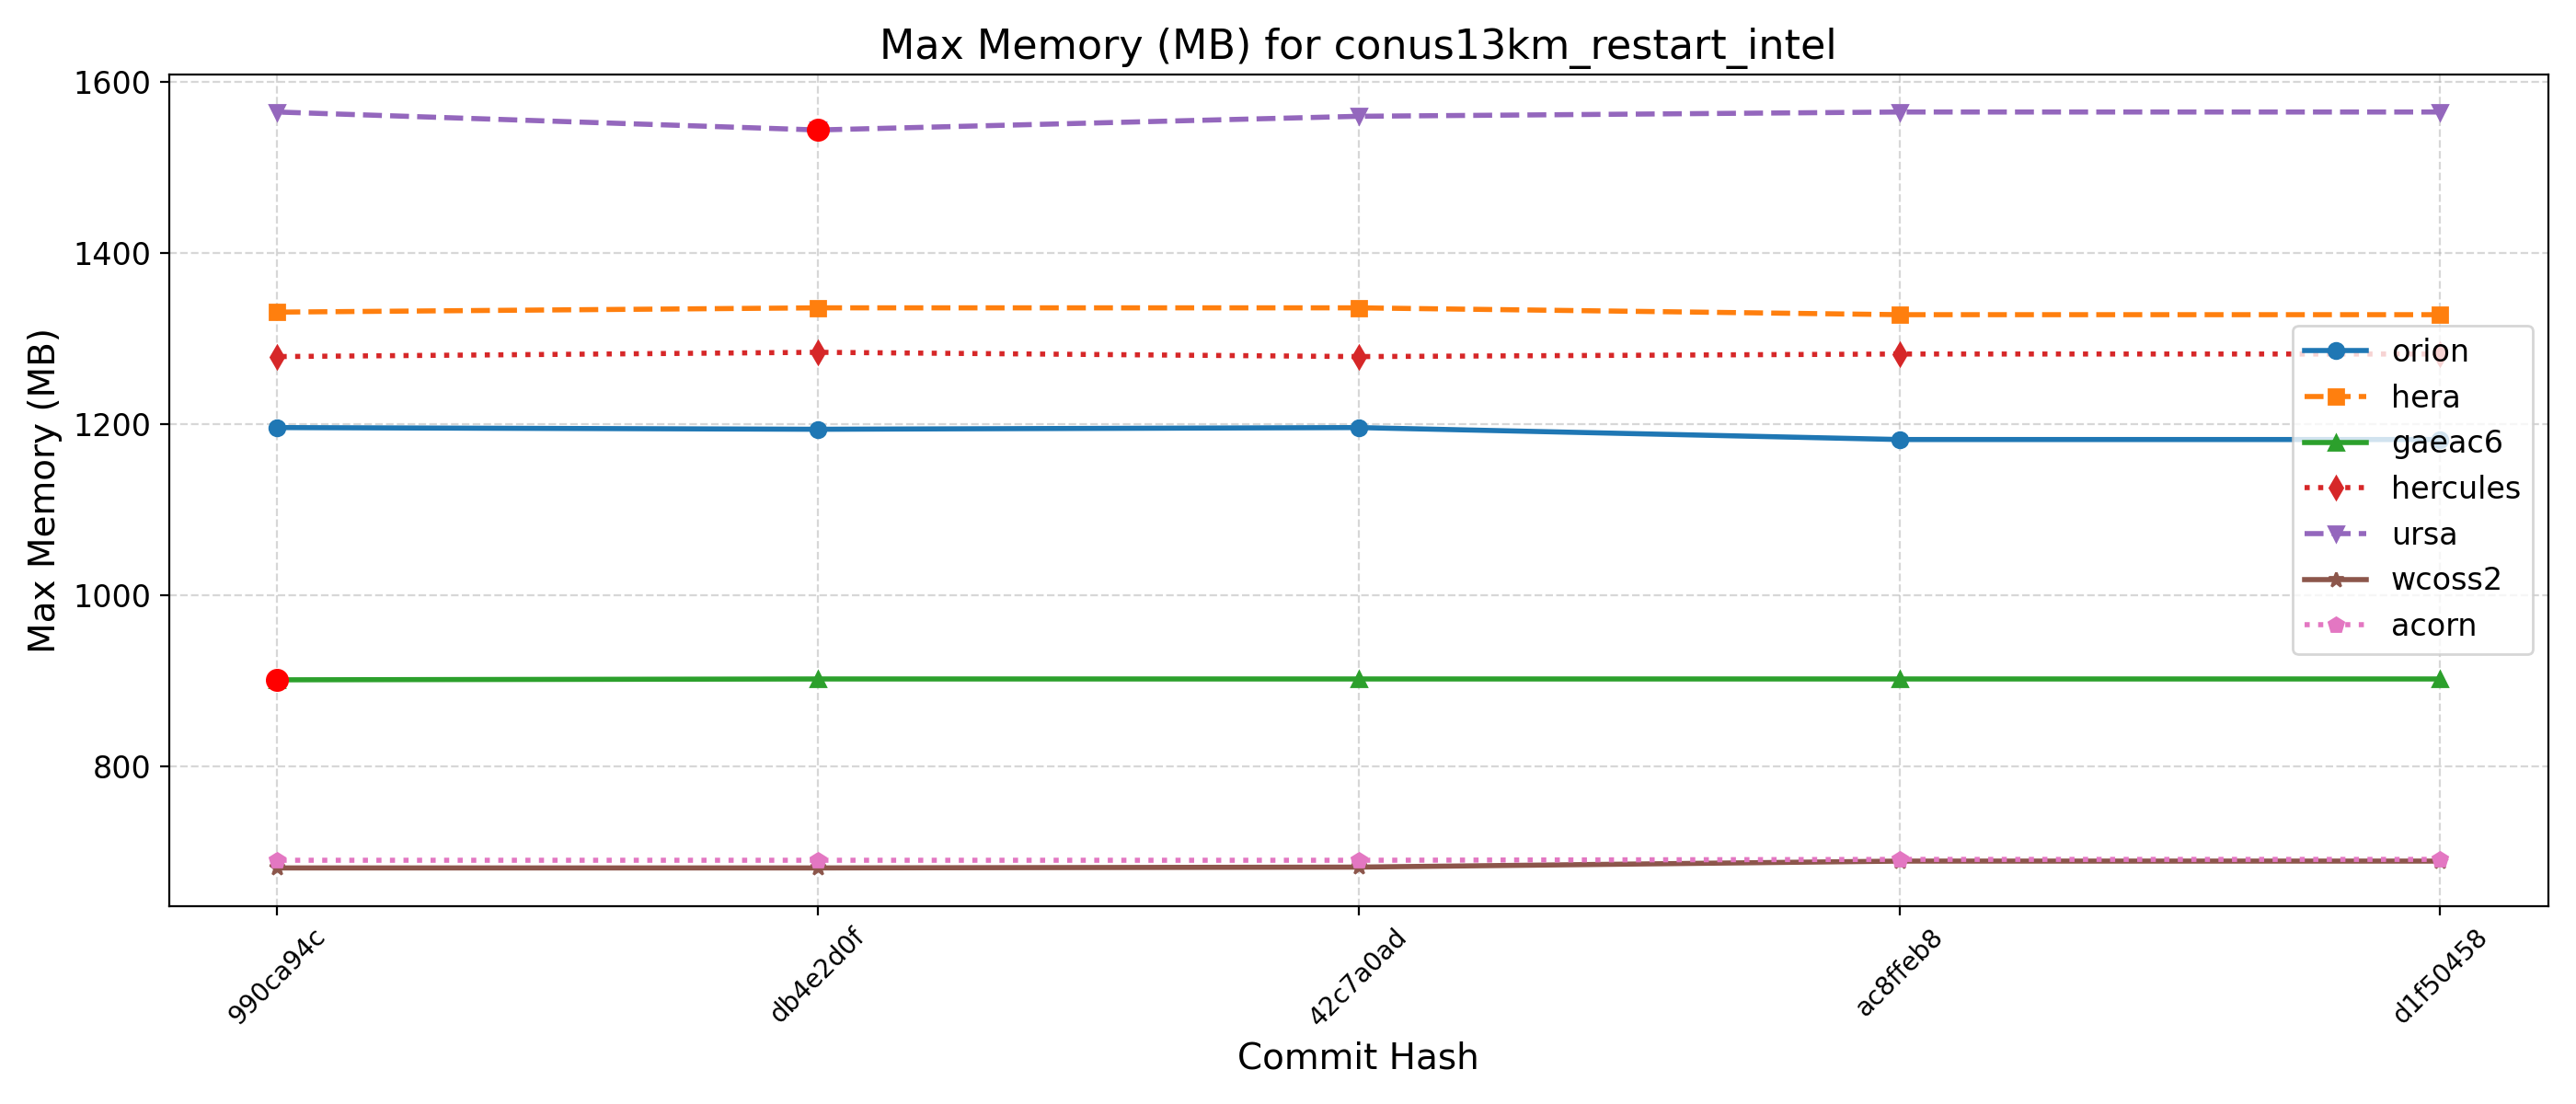 Max Memory (MB) for conus13km_restart_intel
Max Memory (MB)
1600
1400
1200
1000
800
orion
hera
gaeac6
hercules
ursa
wcoss2
acorn
990ca94c
db4e2d0f
42c7a0ad
ac8ffeb8
d1f50458
Commit Hash